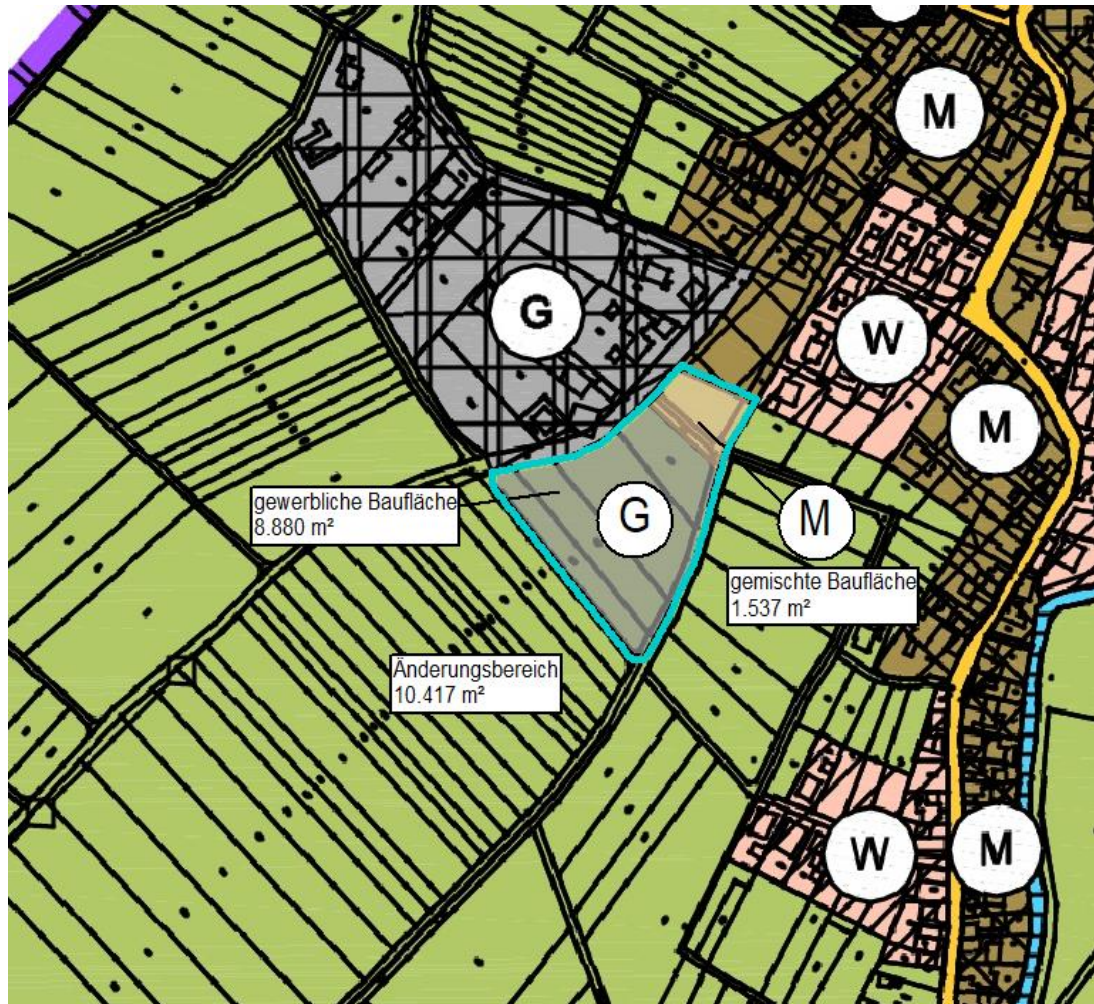 M
G
W
M
gewerbliche Baufläche
8.880 m²
G
M
gemischte Baufläche
1.537 m²
Änderungsbereich
10.417 m²
W
M